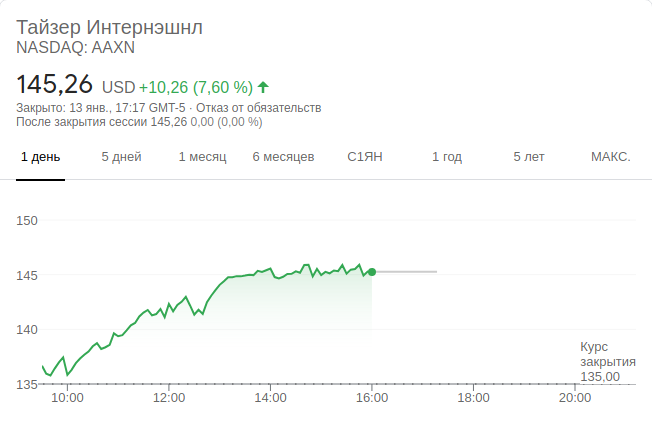 Тайзер Интернэшнл
NASDAQ: AAXN
145,26 USD +10,26 (7,60 %)
Закрыто: 13 янв., 17:17 GMT-5 · Отказ от обязательств
После закрытия сессии 145,26 0,00 (0,00 %)
1 день 5 дней 1 месяц 6 месяцев С1ЯН 1 год 5 лет МАКС.
150
145
140
Курс
закрытия
135,00
135
10:00 12:00 14:00 16:00 18:00 20:00